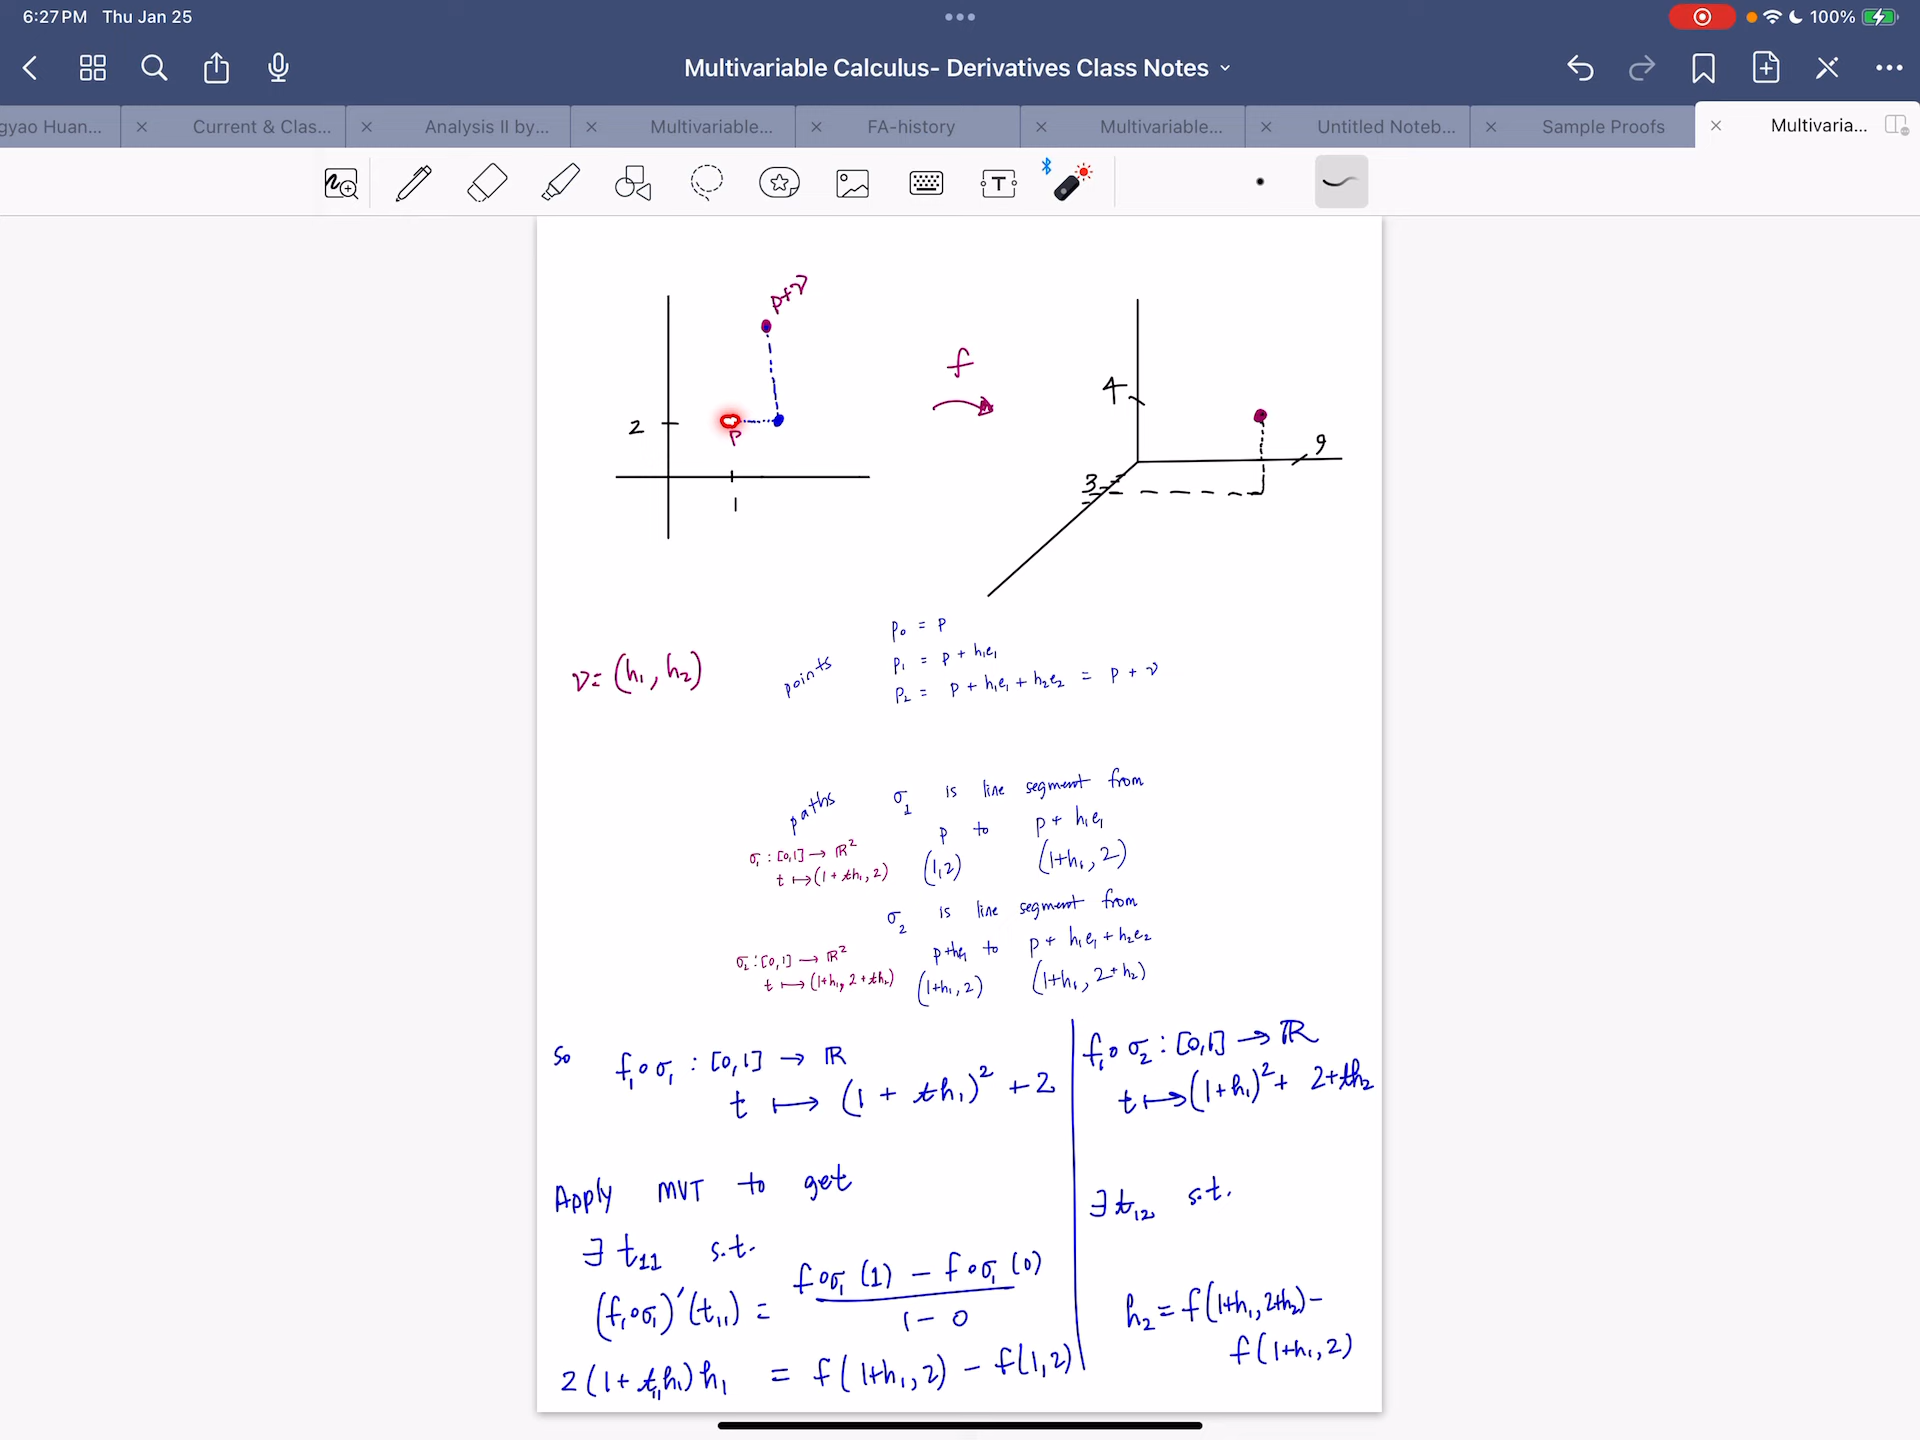 6:27 PM Thu Jan 25
100%
Multivariable Calculus- Derivatives Class Notes
gyao Huan...
Current & Clas...
Analysis II by...
Multivariable...
FA-history
Multivariable...
Untitled Noteb...
Sample Proofs
Multivaria...
T
p+ν
2
p
1
f
4
9
3
ν = (h₁, h₂)
points
p₀ = p
p₁ = p + h₁e₁
p₂ = p + h₁e₁ + h₂e₂ = p + ν
paths
σ₁ is line segment from
p to p + h₁e₁
σ₁ : [0,1] → ℝ²
t ↦ (1 + th₁, 2)
(1,2) (1+h₁, 2)
σ₂ is line segment from
p+he₁ to p + h₁e₁ + h₂e₂
σ₂ : [0,1] → ℝ²
t ↦ (1+h₁, 2+th₂)
(1+h₁, 2) (1+h₁, 2+h₂)
So f₁∘σ₁ : [0,1] → ℝ
t ↦ (1 + th₁)² + 2
Apply MVT to get
∃ t₁₁ s.t.
(f₁∘σ₁)′(t₁₁) = f∘σ₁(1) − f∘σ₁(0)
1 − 0
2(1 + t₁₁h₁)h₁ = f(1+h₁, 2) − f(1,2)
f₁∘σ₂ : [0,1] → ℝ
t ↦ (1+h₁)² + 2+th₂
∃ t₁₂ s.t.
h₂ = f(1+h₁, 2+h₂) −
f(1+h₁, 2)